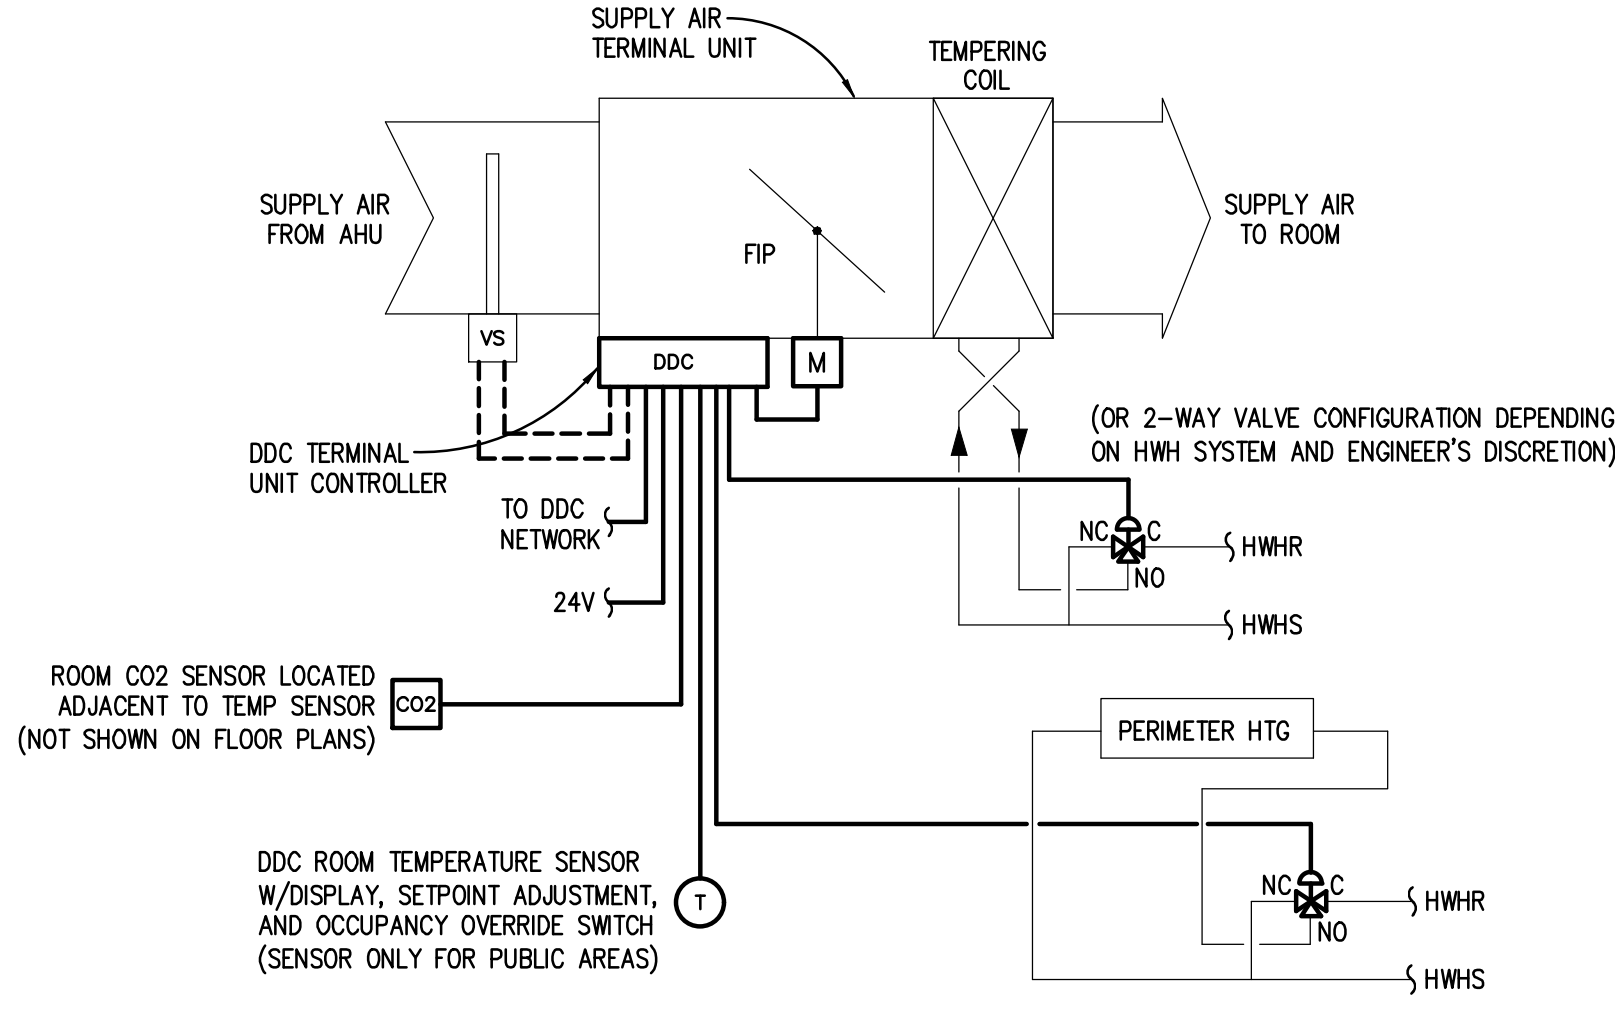 SUPPLY AIR
TERMINAL UNIT
TEMPERING
COIL
SUPPLY AIR
FROM AHU
SUPPLY AIR
TO ROOM
FIP
VS
DDC
M
(OR 2-WAY VALVE CONFIGURATION DEPENDING
ON HWH SYSTEM AND ENGINEER'S DISCRETION)
DDC TERMINAL
UNIT CONTROLLER
TO DDC
NETWORK
NC
C
HWHR
NO
24V
HWHS
ROOM CO2 SENSOR LOCATED
ADJACENT TO TEMP SENSOR
(NOT SHOWN ON FLOOR PLANS)
CO2
PERIMETER HTG
DDC ROOM TEMPERATURE SENSOR
W/DISPLAY, SETPOINT ADJUSTMENT,
AND OCCUPANCY OVERRIDE SWITCH
(SENSOR ONLY FOR PUBLIC AREAS)
T
NC
C
HWHR
NO
HWHS